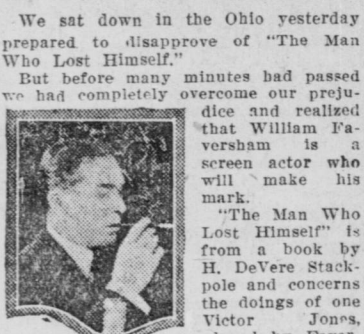 We sat down in the Ohio yesterday
prepared to disapprove of "The Man
Who Lost Himself."
But before many minutes had passed
we had completely overcome our preju-
dice and realized
that William Fa-
versham is a
screen actor who
will make his
mark.
"The Man Who
Lost Himself" is
from a book by
H. DeVere Stack-
pole and concerns
the doings of one
Victor Jones,